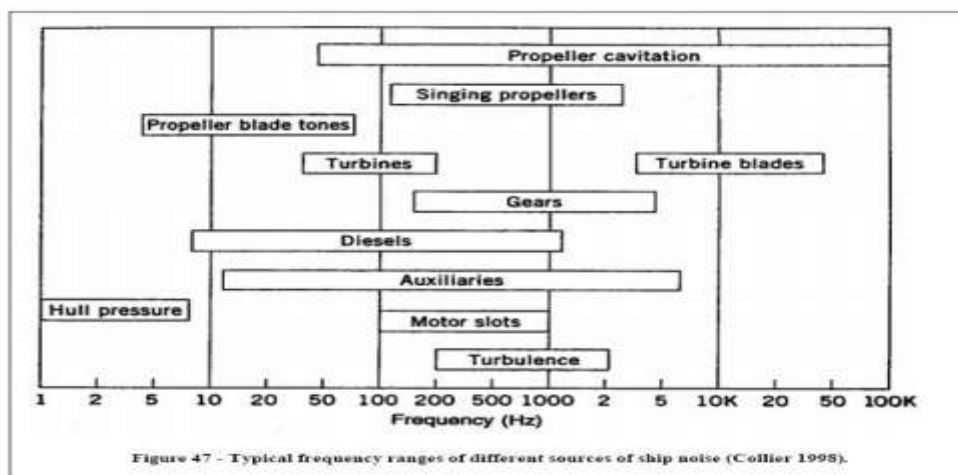 Propeller cavitation
Singing propellers
Propeller blade tones
Turbines Turbine blades
Gears
Diesels
Auxiliaries
Hull pressure
Motor slots
Turbulence
1 2 5 10 20 50 100 200 500 1000 2 5 10K 20 50 100K
Frequency (Hz)
Figure 47 - Typical frequency ranges of different sources of ship noise (Collier 1998).